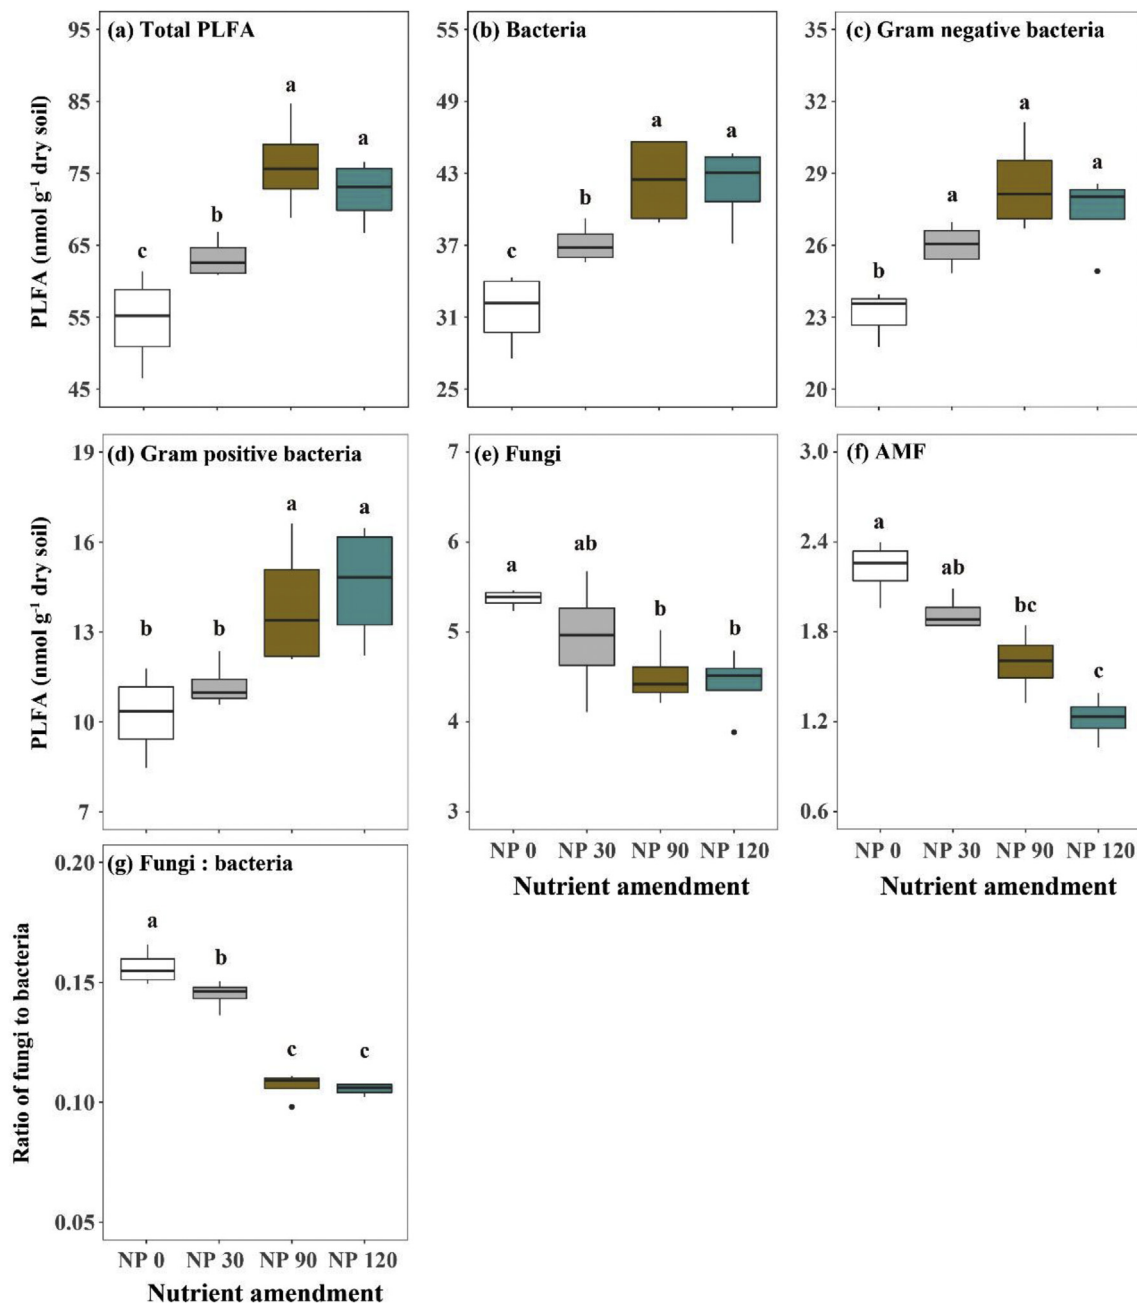 (a) Total PLFA
95
85
75
65
55
45
c
b
a
a
PLFA (nmol g⁻¹ dry soil)
(b) Bacteria
55
49
43
37
31
25
c
b
a
a
(c) Gram negative bacteria
35
32
29
26
23
20
b
a
a
a
(d) Gram positive bacteria
19
16
13
10
7
b
b
a
a
PLFA (nmol g⁻¹ dry soil)
(e) Fungi
7
6
5
4
3
a
ab
b
b
NP 0 NP 30 NP 90 NP 120
Nutrient amendment
(f) AMF
3.0
2.4
1.8
1.2
0.6
a
ab
bc
c
NP 0 NP 30 NP 90 NP 120
Nutrient amendment
(g) Fungi : bacteria
0.20
0.15
0.10
0.05
a
b
c
c
Ratio of fungi to bacteria
NP 0 NP 30 NP 90 NP 120
Nutrient amendment